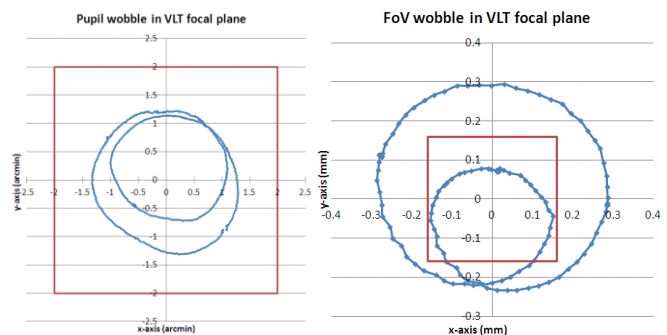 Pupil wobble in VLT focal plane
2.5
2
1.5
1
0.5
0
-2.5 -2 -1.5 -1 -0.5 0 0.5 1 1.5 2 2.5
-0.5
-1
-1.5
-2
-2.5
y-axis (arcmin)
x-axis (arcmin)
FoV wobble in VLT focal plane
0.4
0.3
0.2
0.1
0
-0.4 -0.3 -0.2 -0.1 0 0.1 0.2 0.3 0.4
-0.1
-0.2
-0.3
y-axis (mm)
x-axis (mm)